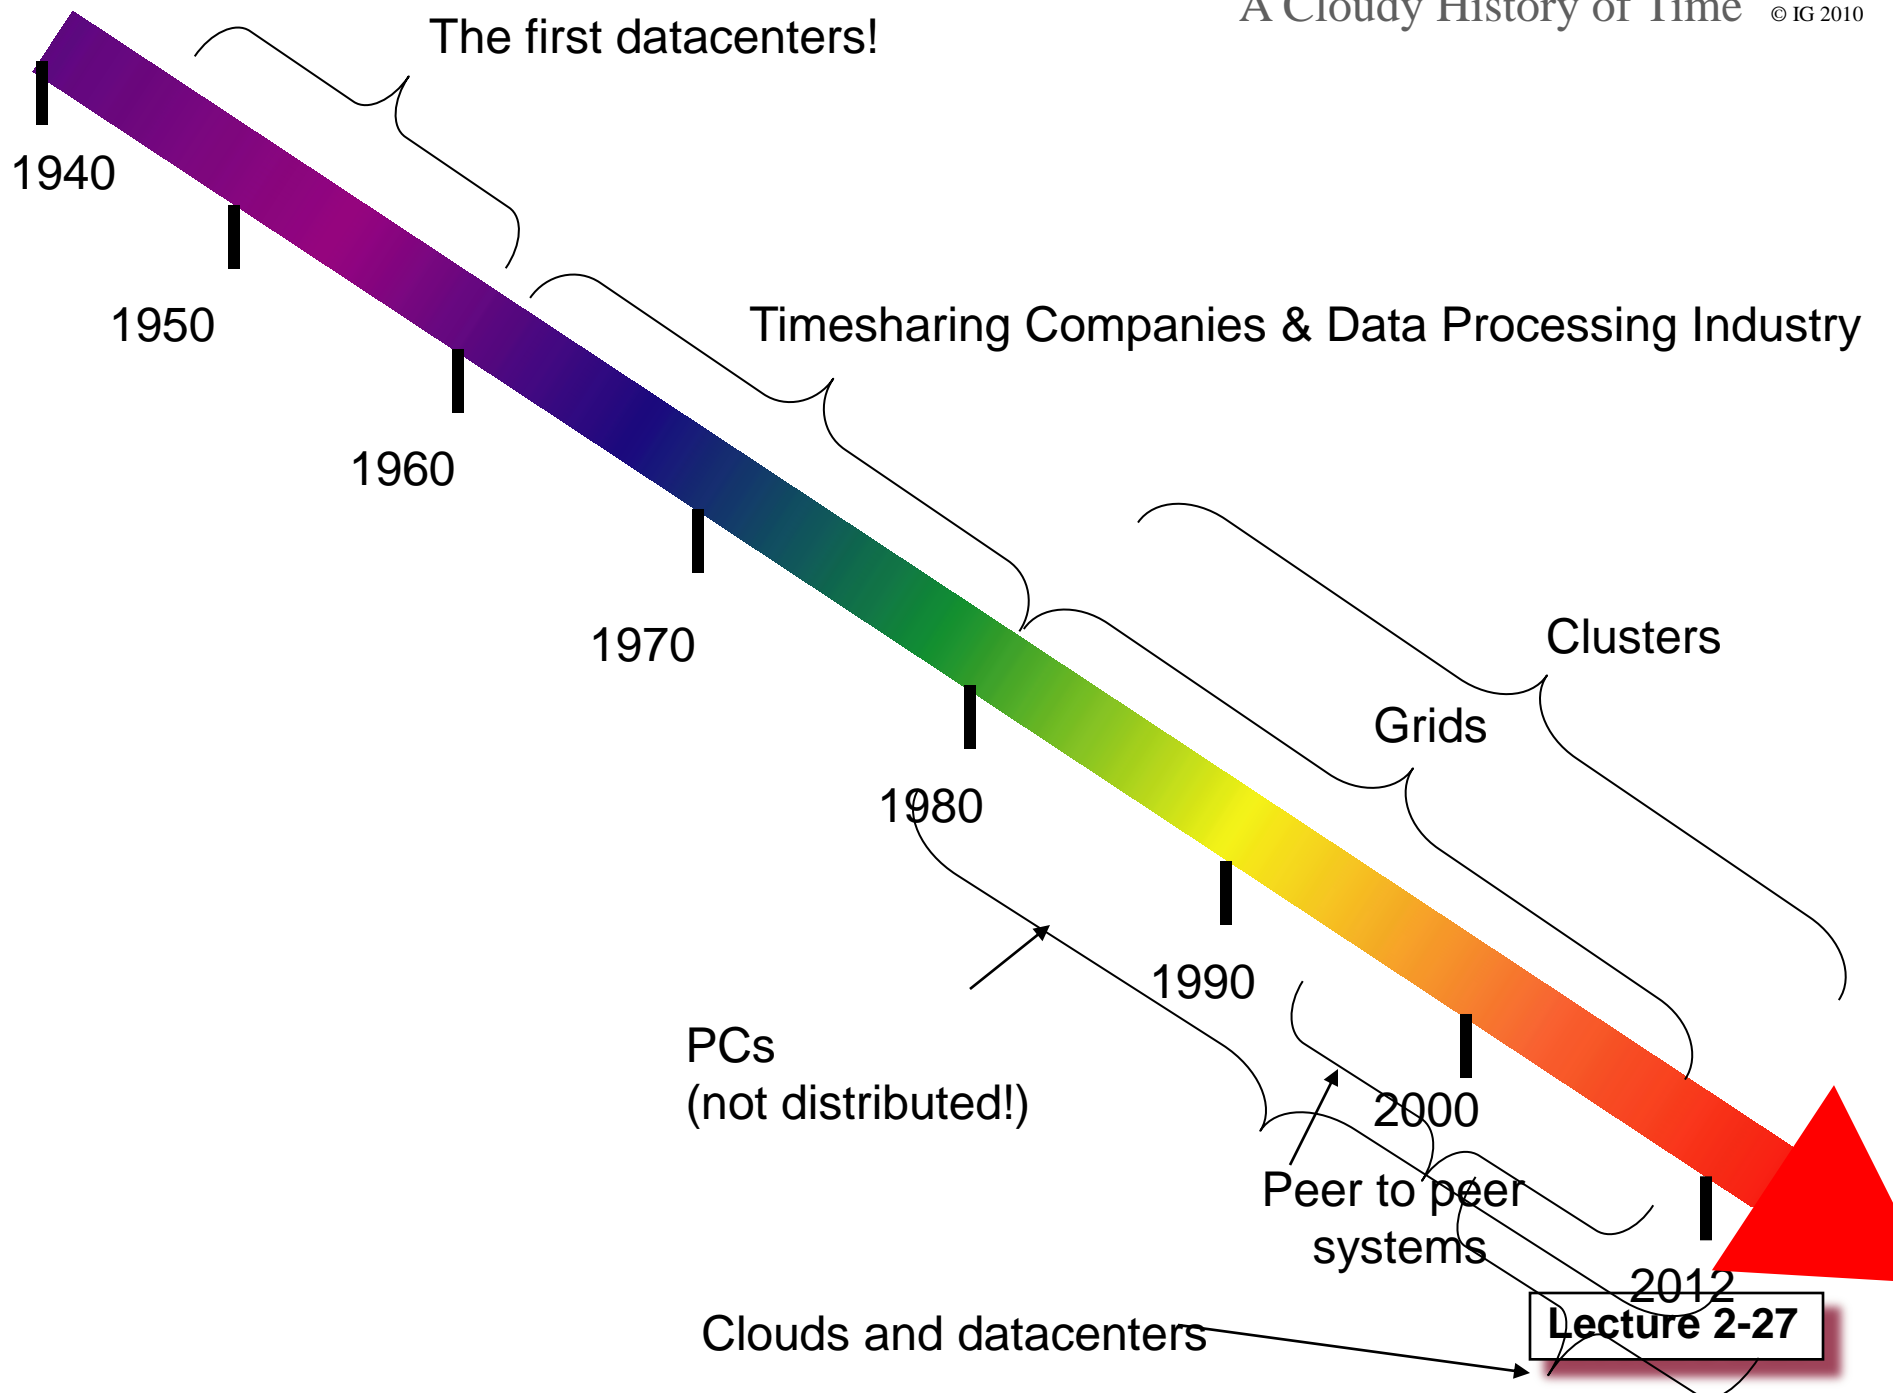 A Cloudy History of Time © IG 2010
The first datacenters!
1940
1950
Timesharing Companies & Data Processing Industry
1960
1970
Clusters
Grids
1980
1990
PCs
(not distributed!)
2000
Peer to peer
systems
2012
Clouds and datacenters
Lecture 2-27